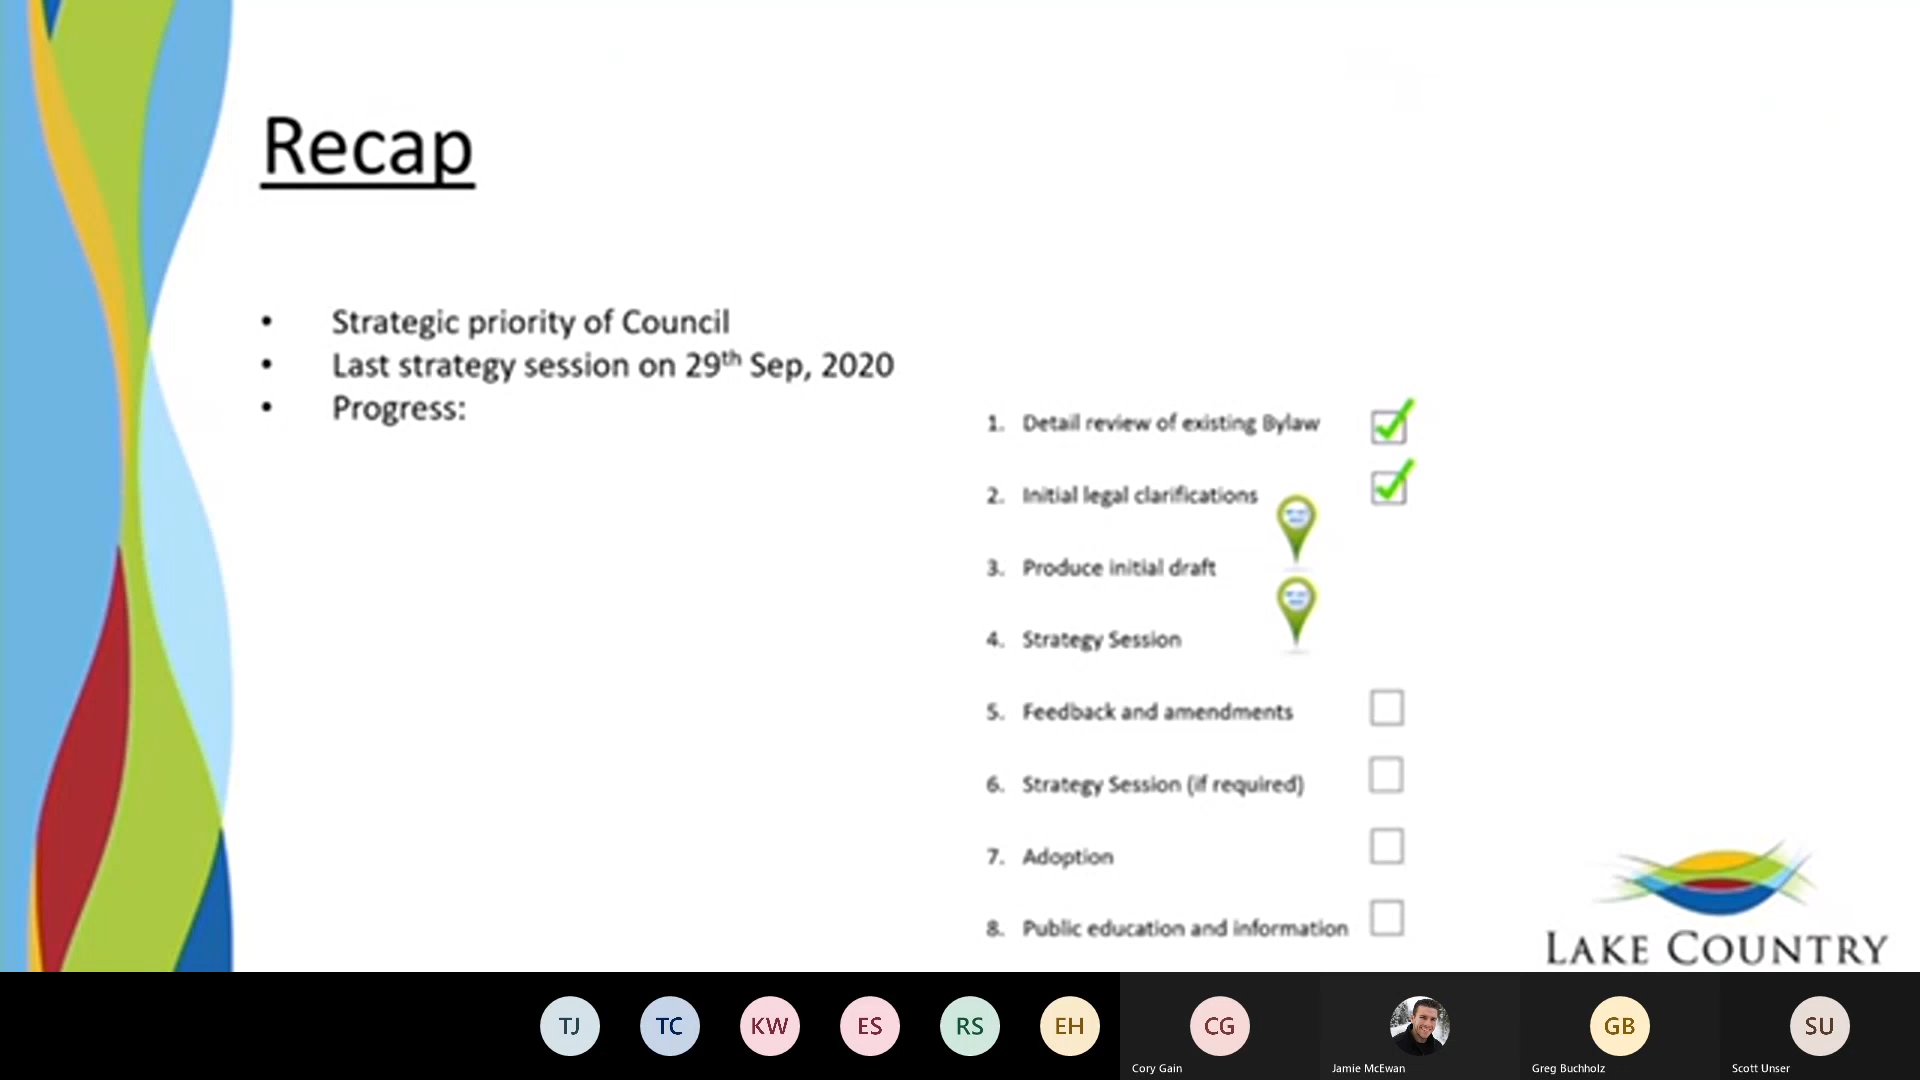 Recap
• Strategic priority of Council
• Last strategy session on 29th Sep, 2020
• Progress:
1. Detail review of existing Bylaw
2. Initial legal clarifications
3. Produce initial draft
4. Strategy Session
5. Feedback and amendments
6. Strategy Session (if required)
7. Adoption
8. Public education and information
LAKE COUNTRY
TJ TC KW ES RS EH CG GB SU
Cory Gain Jamie McEwan Greg Buchholz Scott Unser